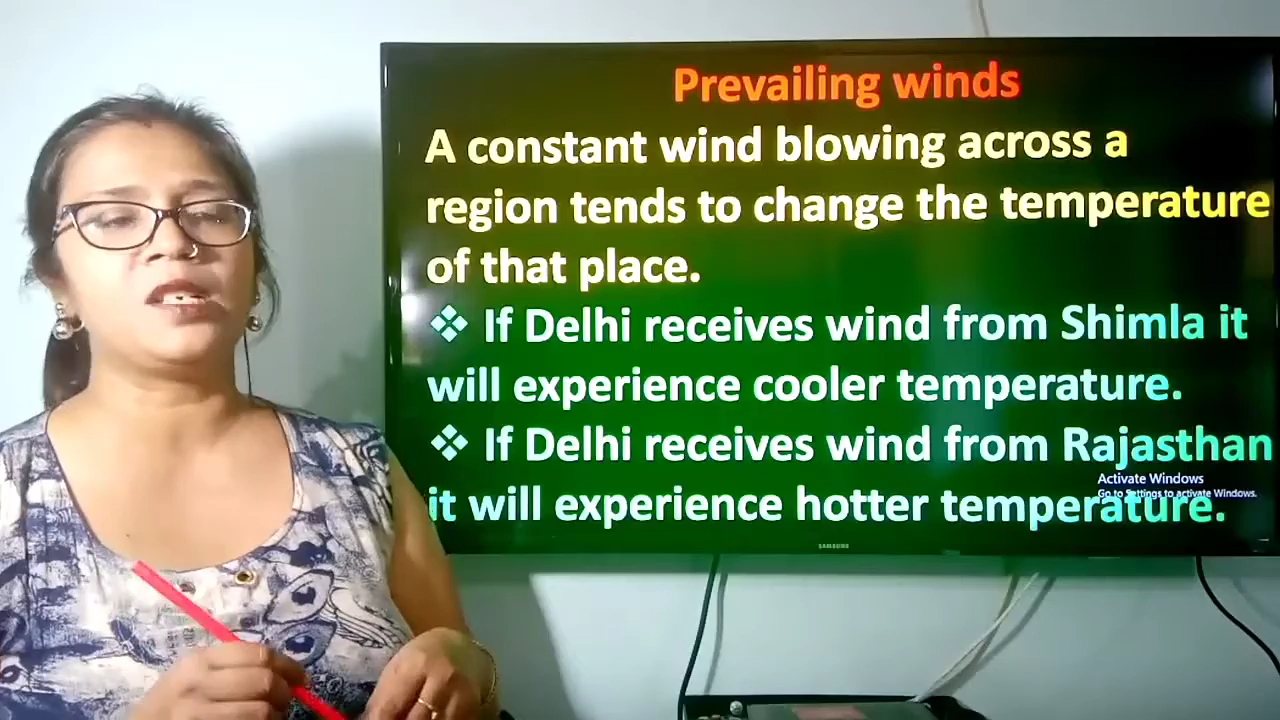 Prevailing winds
A constant wind blowing across a
region tends to change the temperature
of that place.
❖ If Delhi receives wind from Shimla it
will experience cooler temperature.
❖ If Delhi receives wind from Rajasthan
it will experience hotter temperature.
Activate Windows
Go to Settings to activate Windows.
SAMSUNG